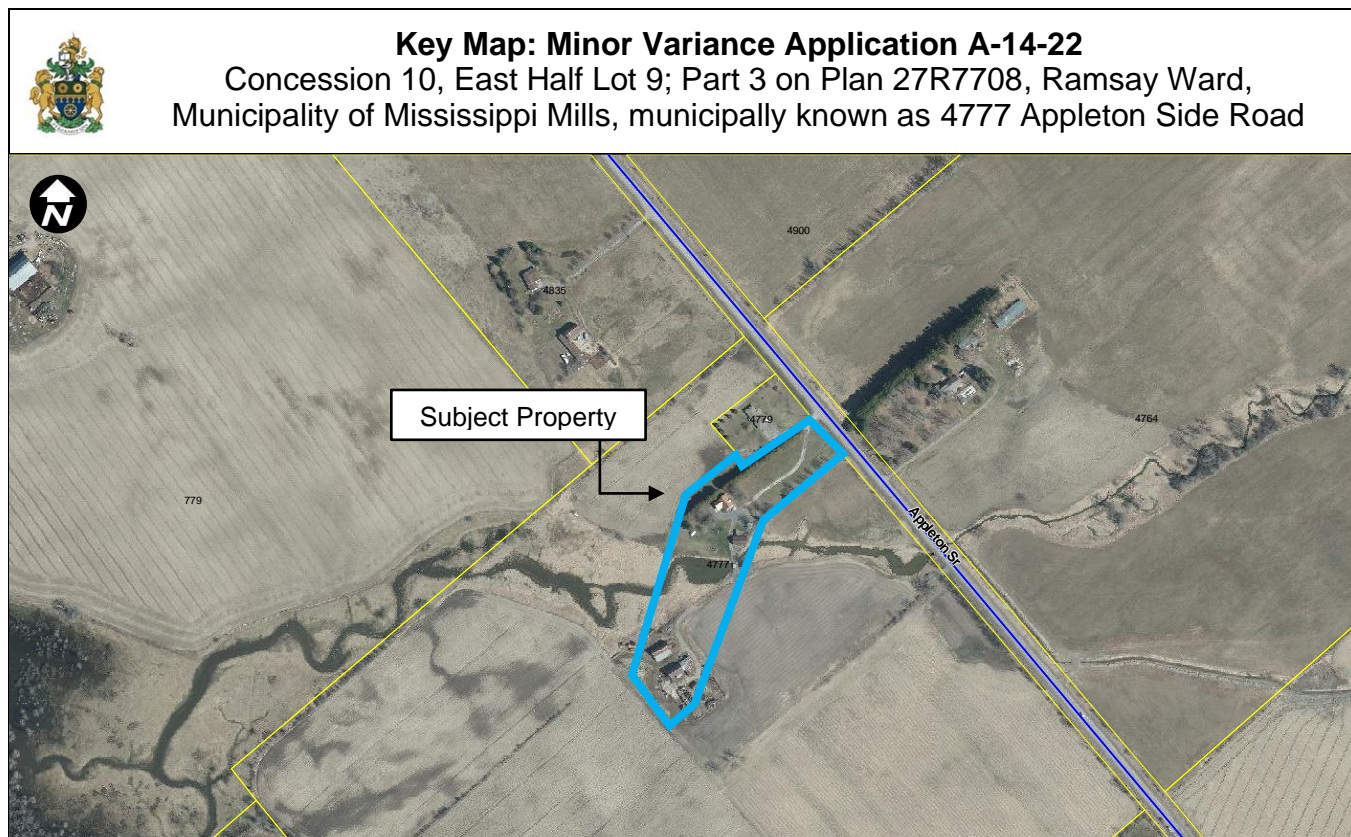 Key Map: Minor Variance Application A-14-22
Concession 10, East Half Lot 9; Part 3 on Plan 27R7708, Ramsay Ward,
Municipality of Mississippi Mills, municipally known as 4777 Appleton Side Road
N
4900
4835
Subject Property
4779
4764
779
Appleton Sr
4777